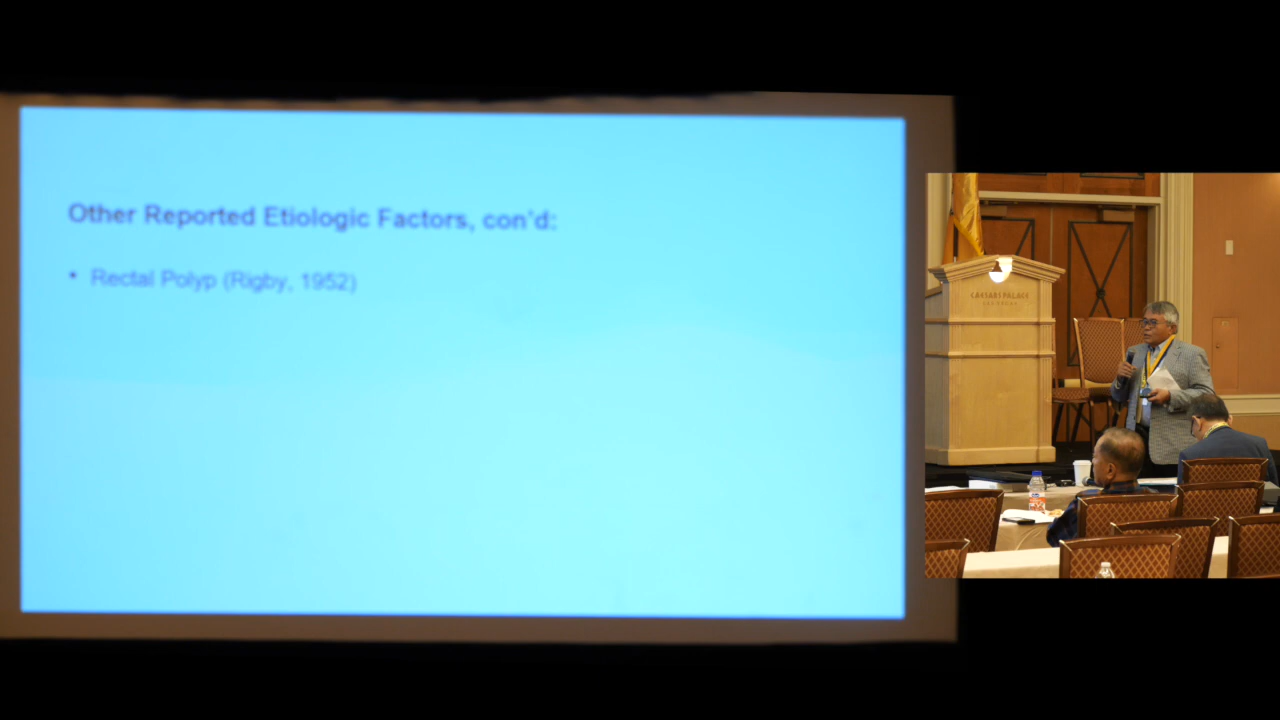 Other Reported Etiologic Factors, con'd:
• Rectal Polyp (Rigby, 1952)
CAESARS PALACE